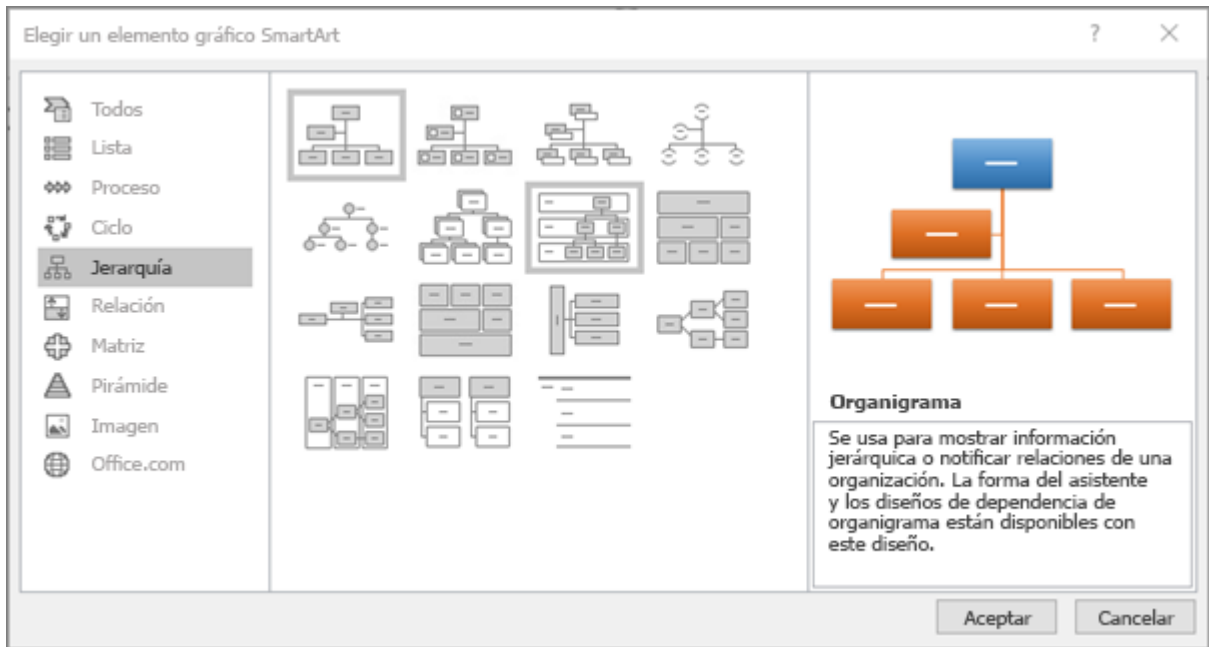 Elegir un elemento gráfico SmartArt
?
Todos
Lista
Proceso
Ciclo
Jerarquía
Relación
Matriz
Pirámide
Imagen
Office.com
Organigrama
Se usa para mostrar información
jerárquica o notificar relaciones de una
organización. La forma del asistente
y los diseños de dependencia de
organigrama están disponibles con
este diseño.
Aceptar
Cancelar